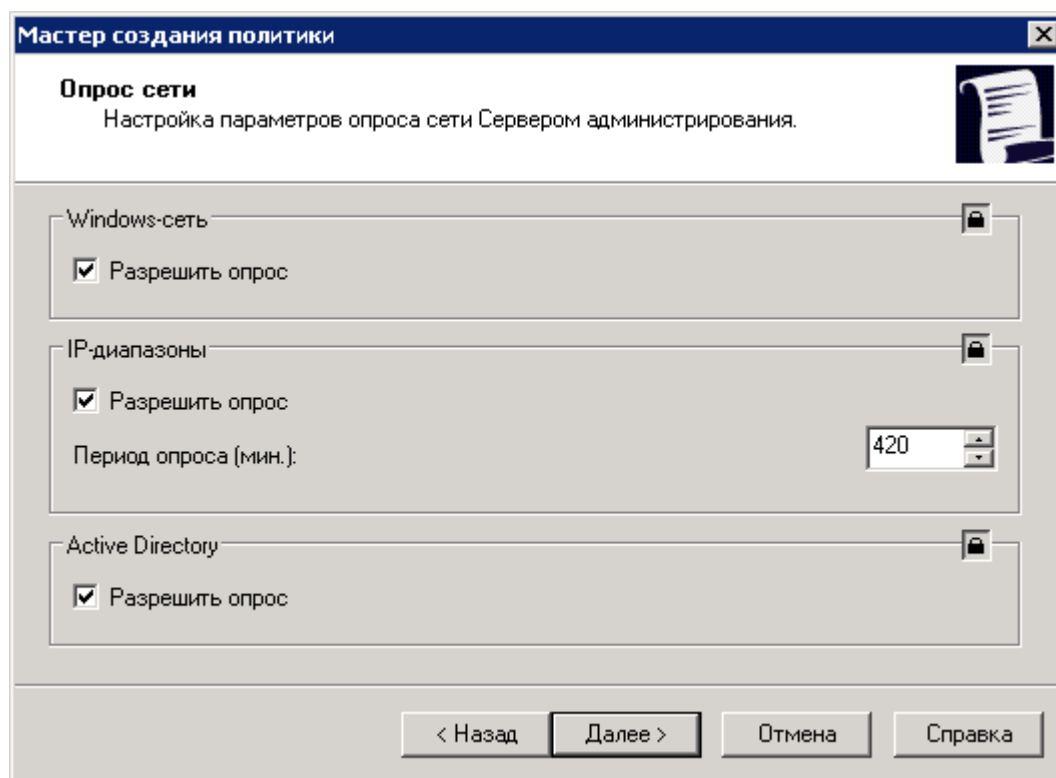 Мастер создания политики
Опрос сети
Настройка параметров опроса сети Сервером администрирования.
Windows-сеть
Разрешить опрос
IP-диапазоны
Разрешить опрос
Период опроса (мин.): 420
Active Directory
Разрешить опрос
< Назад Далее > Отмена Справка